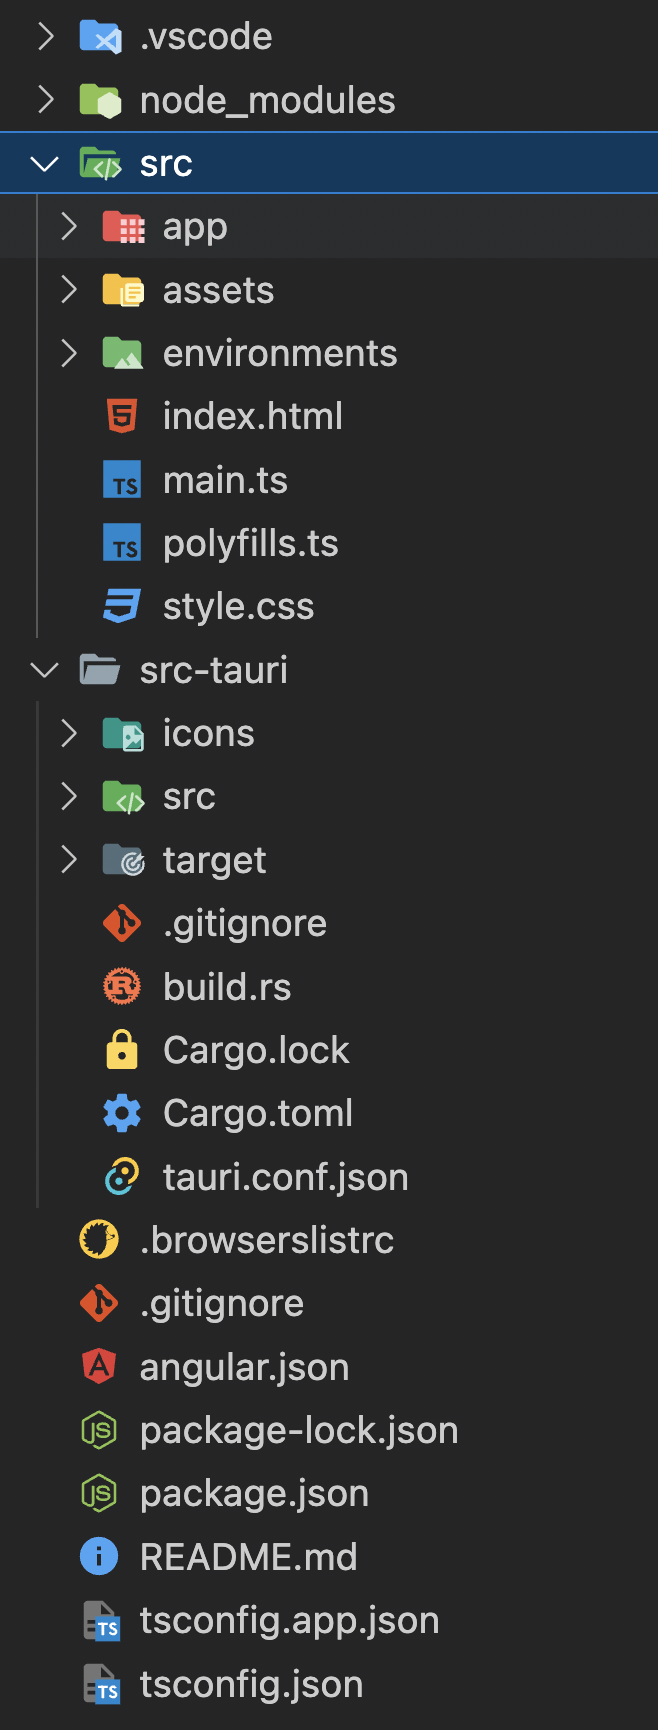 .vscode
node_modules
src
app
assets
environments
index.html
main.ts
polyfills.ts
style.css
src-tauri
icons
src
target
.gitignore
build.rs
Cargo.lock
Cargo.toml
tauri.conf.json
.browserslistrc
.gitignore
angular.json
package-lock.json
package.json
README.md
tsconfig.app.json
tsconfig.json